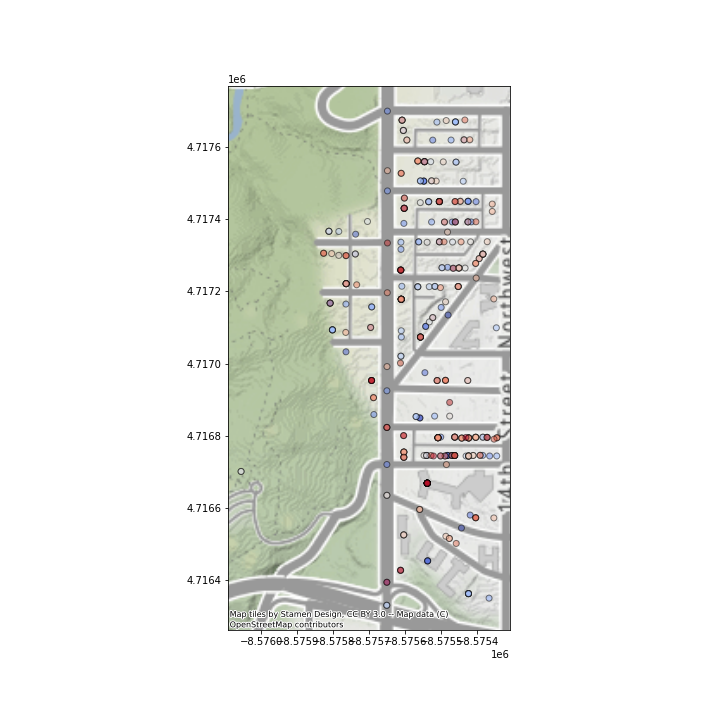 1e6
4.7176
4.7174
4.7172
4.7170
4.7168
4.7166
4.7164
14th Street Northwest
Map tiles by Stamen Design, CC BY 3.0 -- Map data (C)
OpenStreetMap contributors
−8.5760−8.5759−8.5758−8.5757−8.5756−8.5755−8.5754
1e6